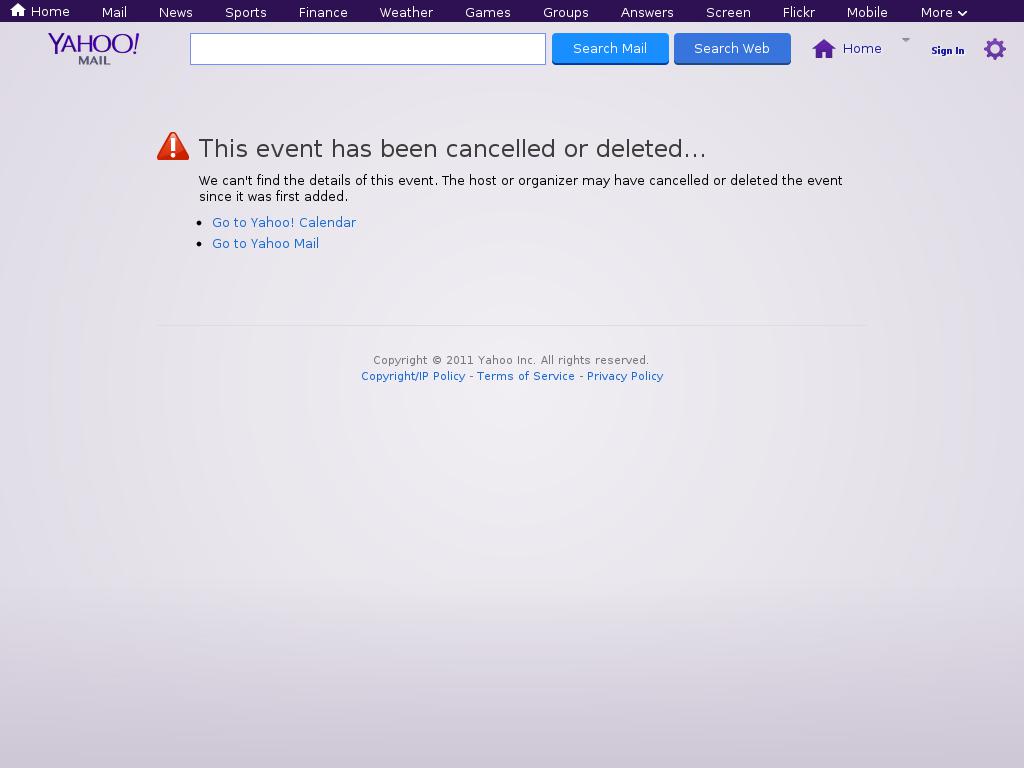 Home Mail News Sports Finance Weather Games Groups Answers Screen Flickr Mobile More
YAHOO! MAIL Search Mail Search Web Home Sign In
This event has been cancelled or deleted...
We can't find the details of this event. The host or organizer may have cancelled or deleted the event
since it was first added.
Go to Yahoo! Calendar
Go to Yahoo Mail
Copyright © 2011 Yahoo Inc. All rights reserved.
Copyright/IP Policy - Terms of Service - Privacy Policy